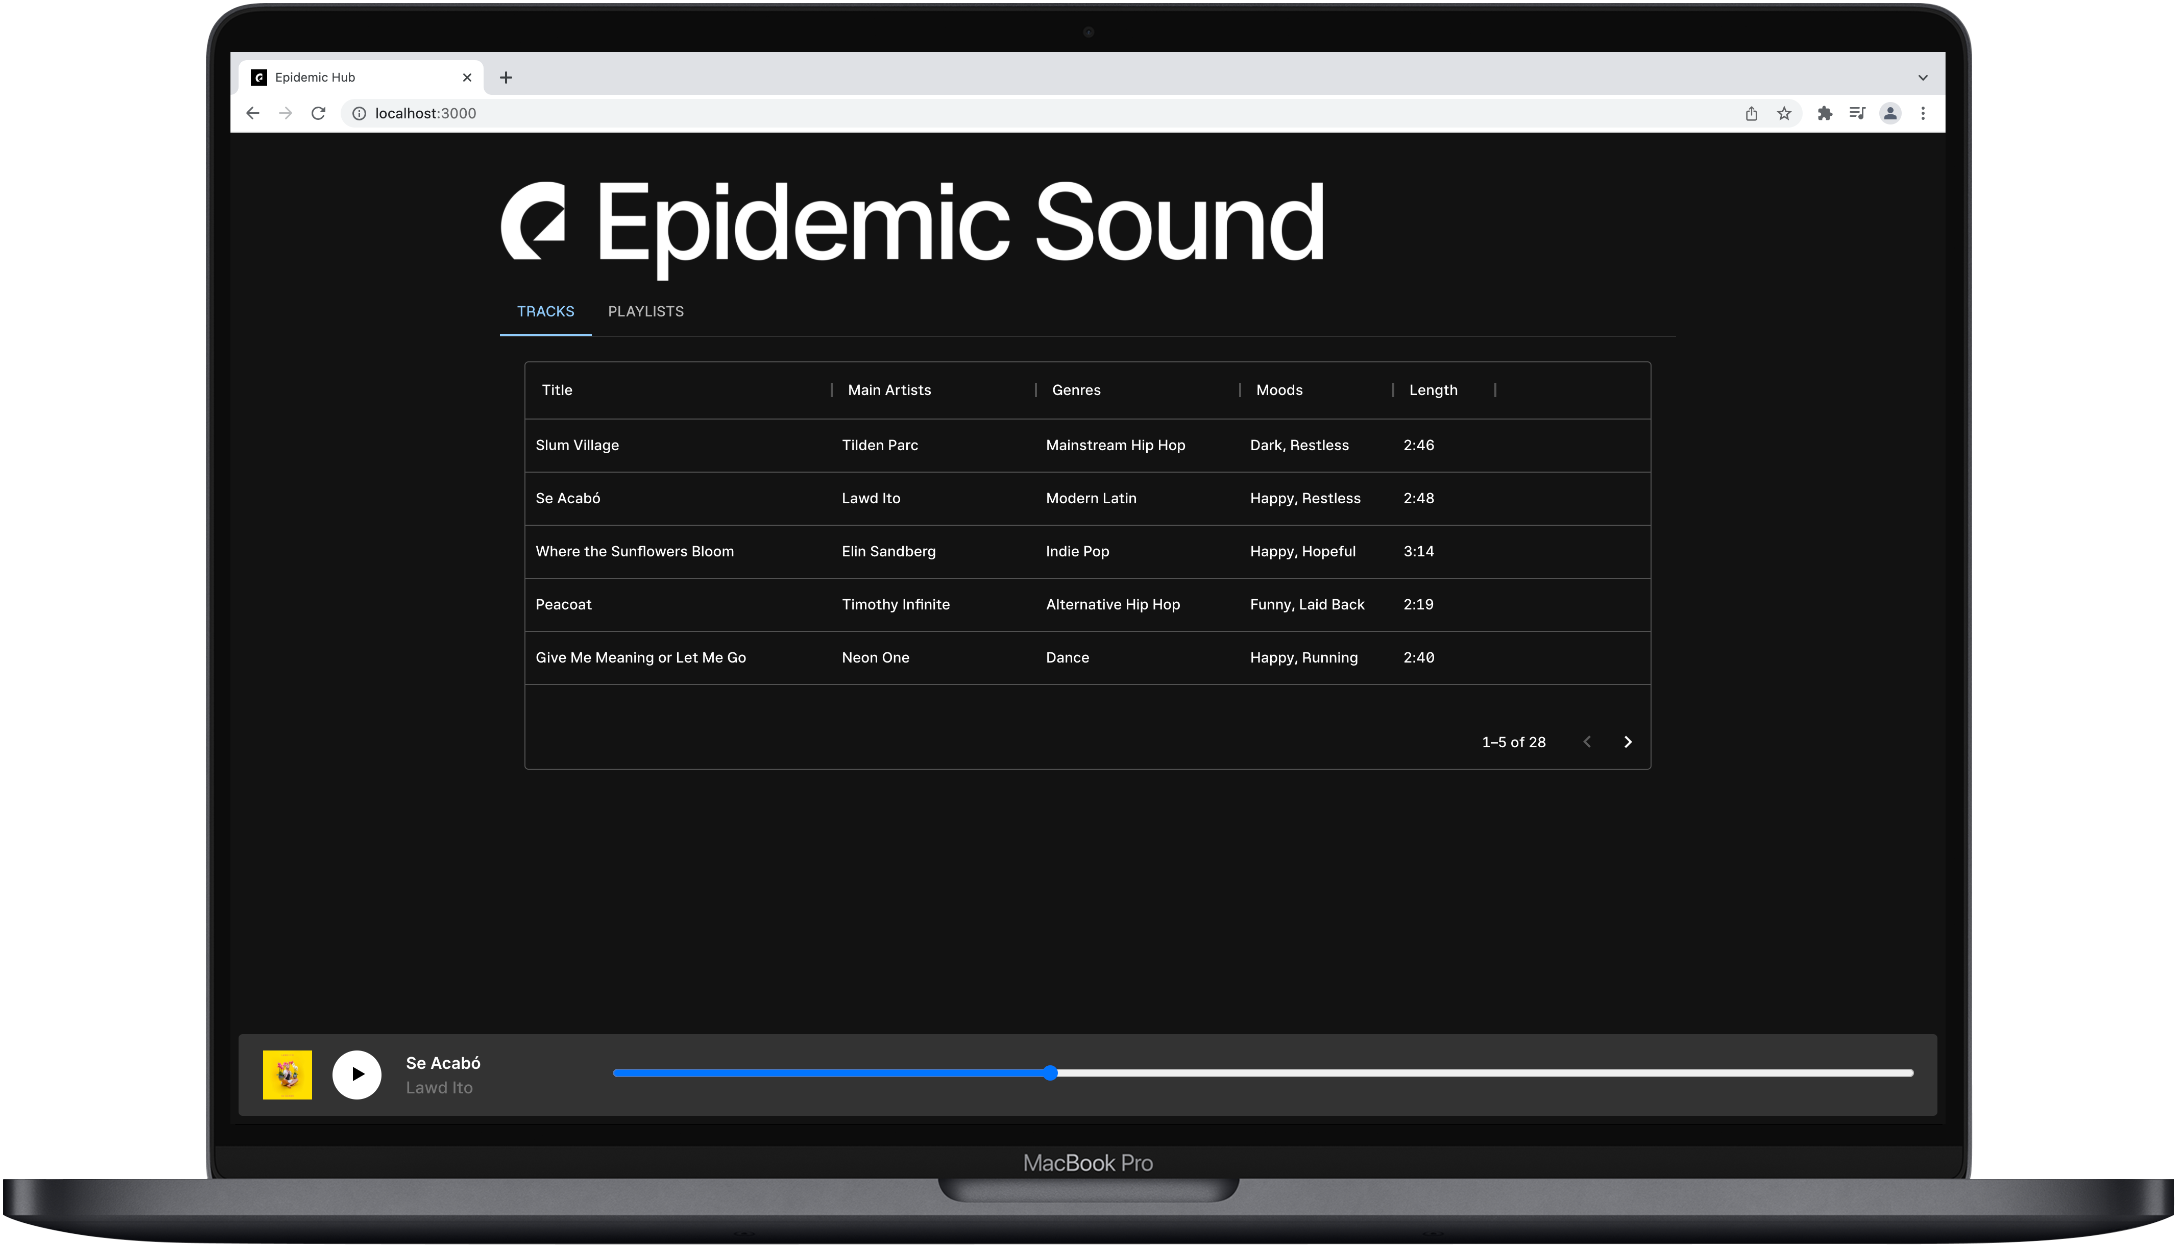 Epidemic Hub
localhost:3000
Epidemic Sound
TRACKS PLAYLISTS
Title Main Artists Genres Moods Length
Slum Village Tilden Parc Mainstream Hip Hop Dark, Restless 2:46
Se Acabó Lawd Ito Modern Latin Happy, Restless 2:48
Where the Sunflowers Bloom Elin Sandberg Indie Pop Happy, Hopeful 3:14
Peacoat Timothy Infinite Alternative Hip Hop Funny, Laid Back 2:19
Give Me Meaning or Let Me Go Neon One Dance Happy, Running 2:40
1–5 of 28
Se Acabó
Lawd Ito
MacBook Pro